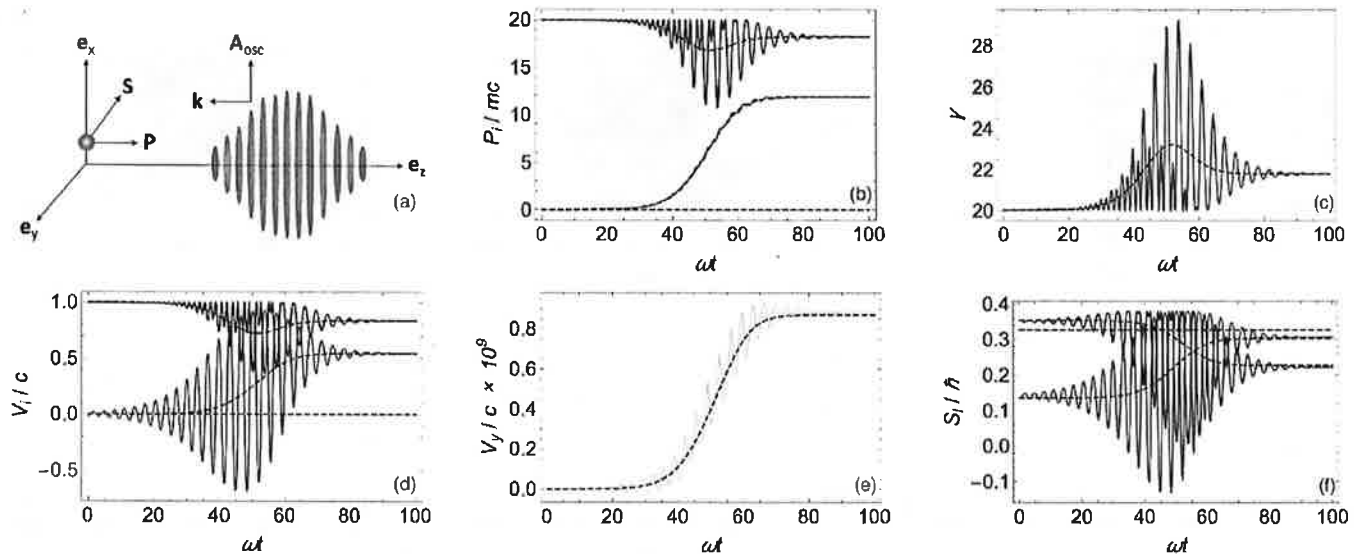 e_x
S
P
e_y
A_osc
k
e_z
(a)
P_i / mc
20
15
10
5
0
0 20 40 60 80 100
ωt
(b)
γ
28
26
24
22
20
0 20 40 60 80 100
ωt
(c)
V_i / c
1.0
0.5
0.0
−0.5
0 20 40 60 80 100
ωt
(d)
V_y / c × 10^9
0.8
0.6
0.4
0.2
0.0
0 20 40 60 80 100
ωt
(e)
S_i / ℏ
0.4
0.3
0.2
0.1
0.0
−0.1
0 20 40 60 80 100
ωt
(f)